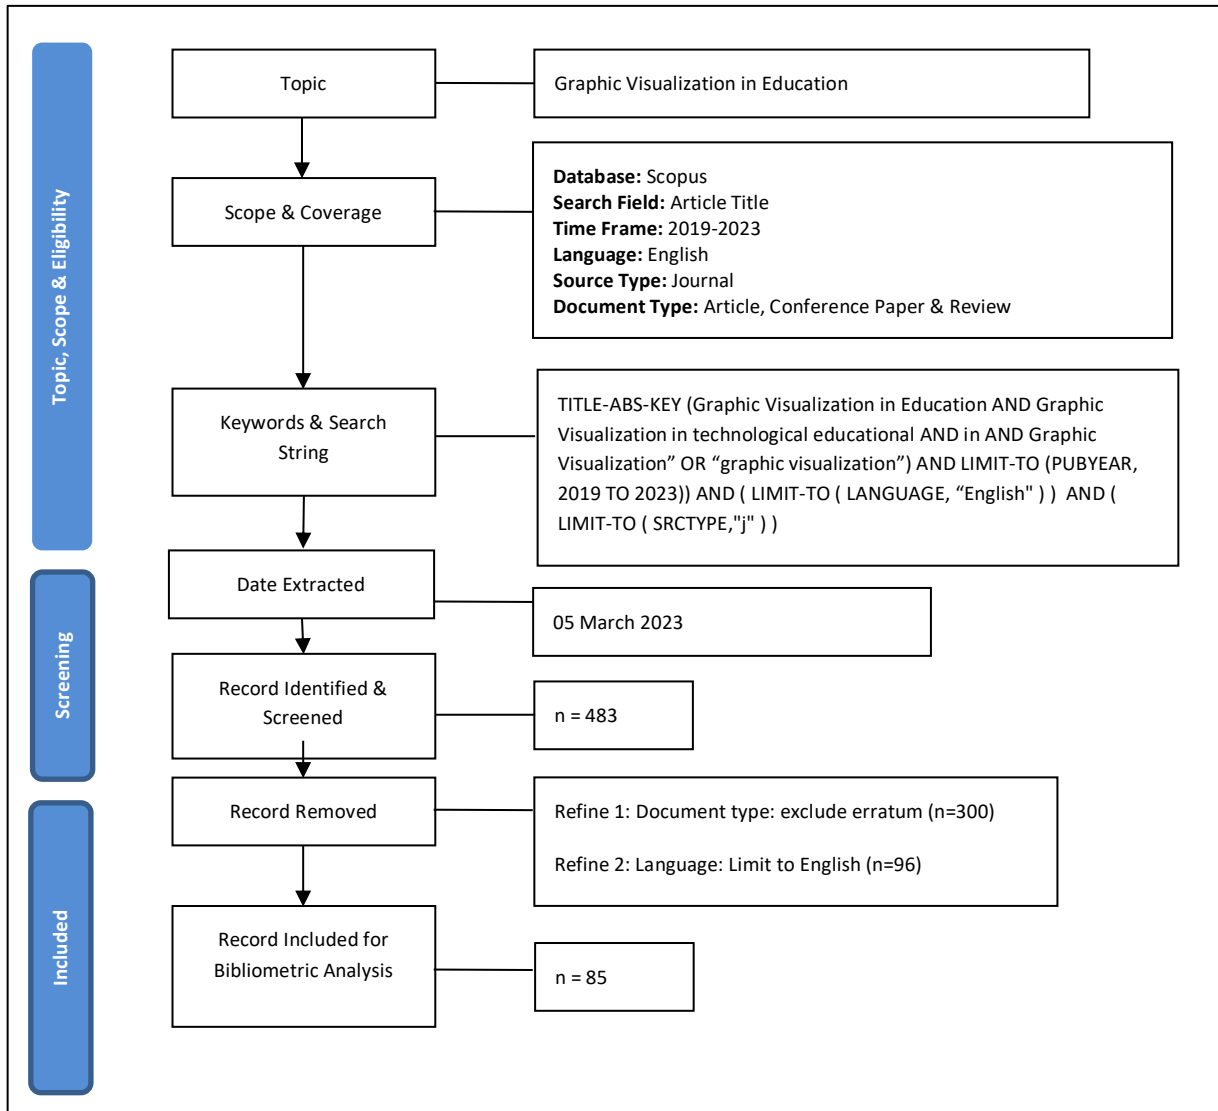 Topic, Scope & Eligibility
Topic
Graphic Visualization in Education
Scope & Coverage
Database: Scopus
Search Field: Article Title
Time Frame: 2019-2023
Language: English
Source Type: Journal
Document Type: Article, Conference Paper & Review
Keywords & Search
String
TITLE-ABS-KEY (Graphic Visualization in Education AND Graphic
Visualization in technological educational AND in AND Graphic
Visualization” OR “graphic visualization”) AND LIMIT-TO (PUBYEAR,
2019 TO 2023)) AND ( LIMIT-TO ( LANGUAGE, “English" ) ) AND (
LIMIT-TO ( SRCTYPE,"j" ) )
Screening
Date Extracted
05 March 2023
Record Identified &
Screened
n = 483
Included
Record Removed
Refine 1: Document type: exclude erratum (n=300)
Refine 2: Language: Limit to English (n=96)
Record Included for
Bibliometric Analysis
n = 85